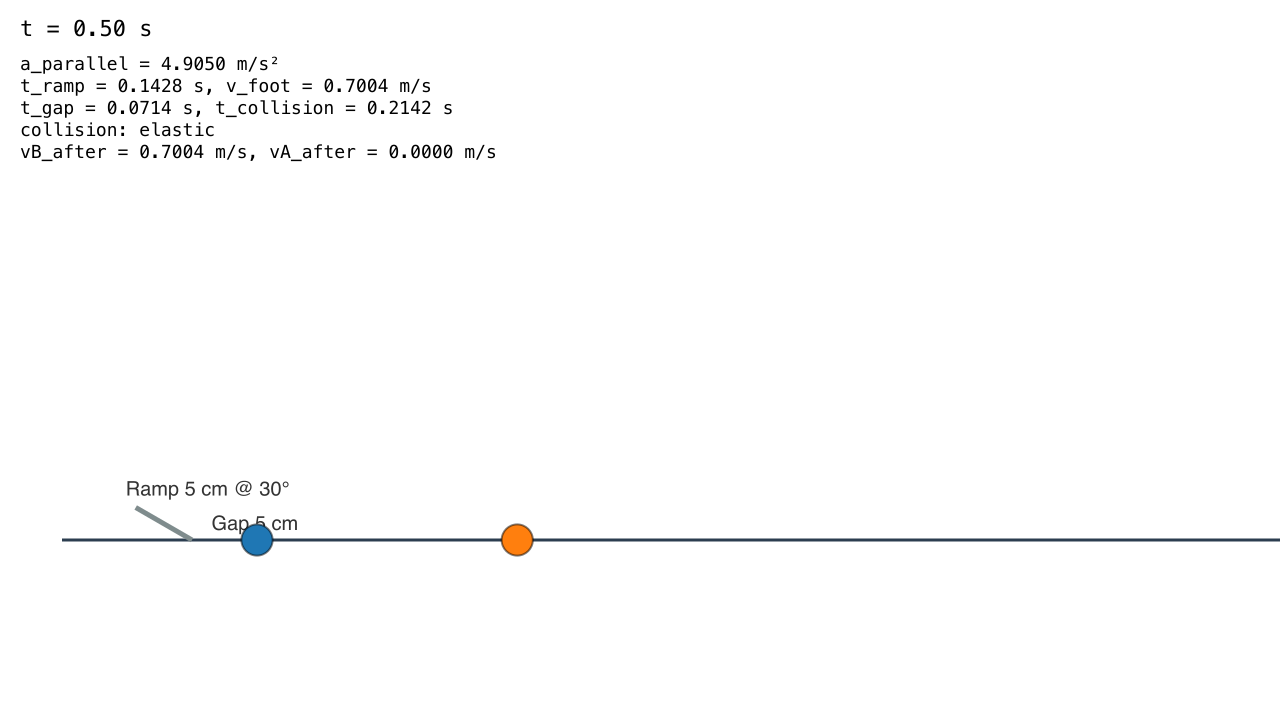 t = 0.50 s
a_parallel = 4.9050 m/s²
t_ramp = 0.1428 s, v_foot = 0.7004 m/s
t_gap = 0.0714 s, t_collision = 0.2142 s
collision: elastic
vB_after = 0.7004 m/s, vA_after = 0.0000 m/s
Ramp 5 cm @ 30°
Gap 5 cm